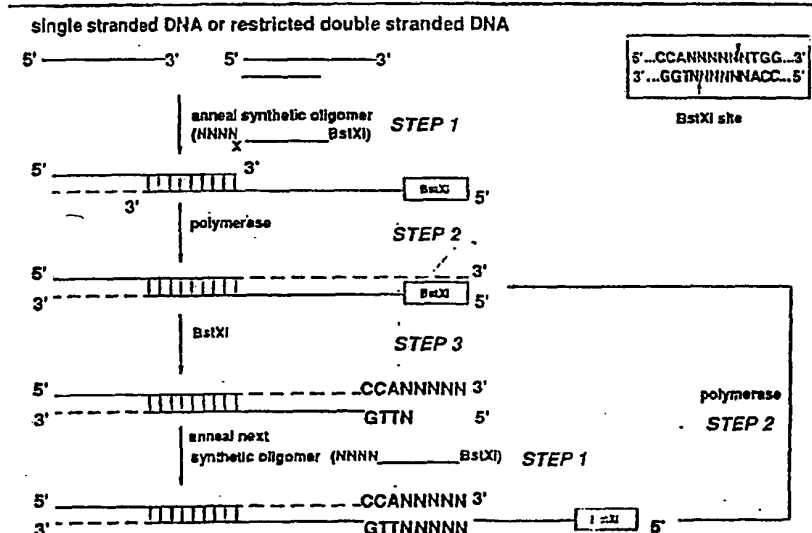 single stranded DNA or restricted double stranded DNA
5' 3' 5' 3'
5'...CCANNNNNNTGG...3'
3'...GGTNNNNNNACC...5'
BstXi site
anneal synthetic oligomer
(NNNN BstXi) STEP 1
x
3'
5'
BstXi 5'
3'
polymerase
STEP 2
5' 3'
3' BstXi 5'
BstXi
STEP 3
5' CCANNNNN 3'
3' GTTN 5'
polymerase
STEP 2
anneal next
synthetic oligomer (NNNN BstXi) STEP 1
5' CCANNNNN 3'
3' GTTNNNNN 5'